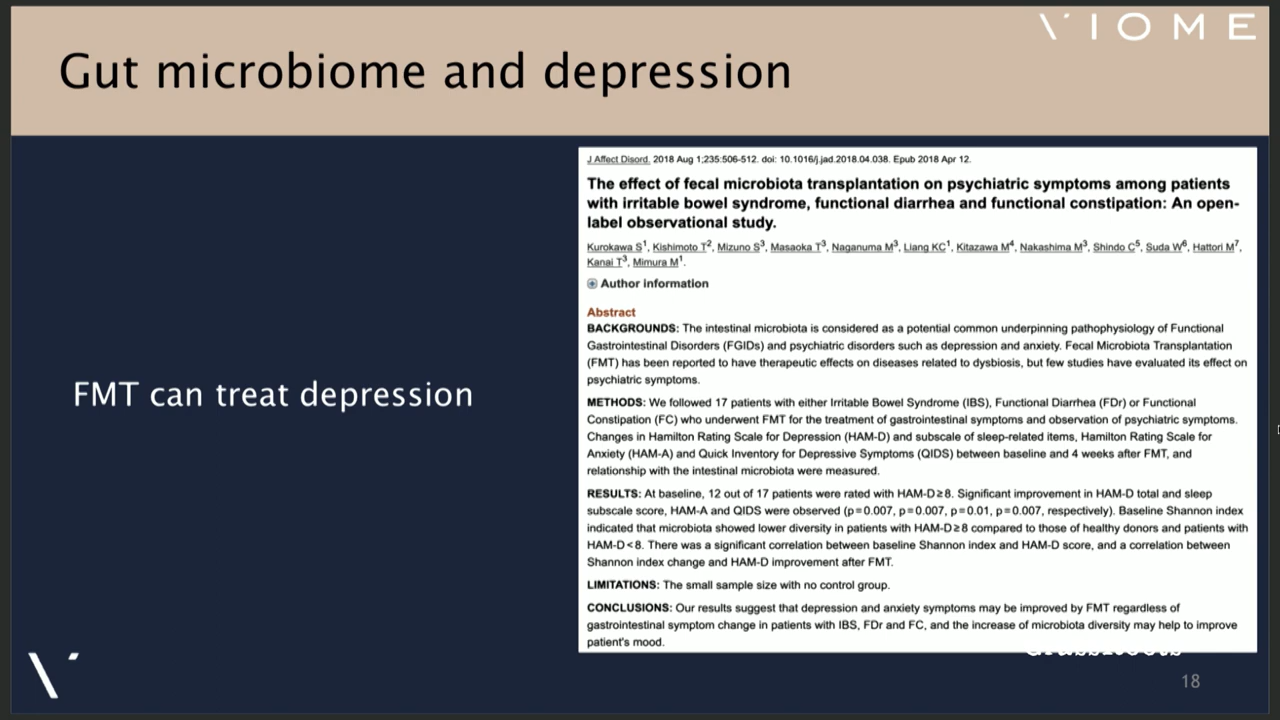 VIOME
Gut microbiome and depression
FMT can treat depression
J Affect Disord. 2018 Aug 1;235:506-512. doi: 10.1016/j.jad.2018.04.038. Epub 2018 Apr 12.
The effect of fecal microbiota transplantation on psychiatric symptoms among patients
with irritable bowel syndrome, functional diarrhea and functional constipation: An open-
label observational study.
Kurokawa S1, Kishimoto T2, Mizuno S3, Masaoka T3, Naganuma M3, Liang KC1, Kitazawa M4, Nakashima M3, Shindo C5, Suda W6, Hattori M7,
Kanai T3, Mimura M1.
Author information
Abstract
BACKGROUNDS: The intestinal microbiota is considered as a potential common underpinning pathophysiology of Functional
Gastrointestinal Disorders (FGIDs) and psychiatric disorders such as depression and anxiety. Fecal Microbiota Transplantation
(FMT) has been reported to have therapeutic effects on diseases related to dysbiosis, but few studies have evaluated its effect on
psychiatric symptoms.
METHODS: We followed 17 patients with either Irritable Bowel Syndrome (IBS), Functional Diarrhea (FDr) or Functional
Constipation (FC) who underwent FMT for the treatment of gastrointestinal symptoms and observation of psychiatric symptoms.
Changes in Hamilton Rating Scale for Depression (HAM-D) and subscale of sleep-related items, Hamilton Rating Scale for
Anxiety (HAM-A) and Quick Inventory for Depressive Symptoms (QIDS) between baseline and 4 weeks after FMT, and
relationship with the intestinal microbiota were measured.
RESULTS: At baseline, 12 out of 17 patients were rated with HAM-D≥8. Significant improvement in HAM-D total and sleep
subscale score, HAM-A and QIDS were observed (p=0.007, p=0.007, p=0.01, p=0.007, respectively). Baseline Shannon index
indicated that microbiota showed lower diversity in patients with HAM-D≥8 compared to those of healthy donors and patients with
HAM-D<8. There was a significant correlation between baseline Shannon index and HAM-D score, and a correlation between
Shannon index change and HAM-D improvement after FMT.
LIMITATIONS: The small sample size with no control group.
CONCLUSIONS: Our results suggest that depression and anxiety symptoms may be improved by FMT regardless of
gastrointestinal symptom change in patients with IBS, FDr and FC, and the increase of microbiota diversity may help to improve
patient's mood.
18